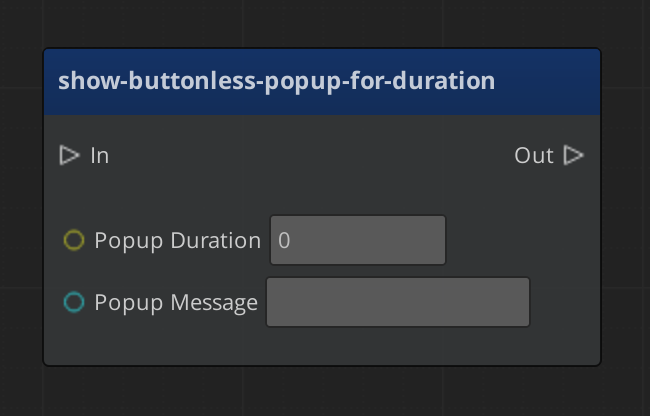 show-buttonless-popup-for-duration
In Out
Popup Duration 0
Popup Message